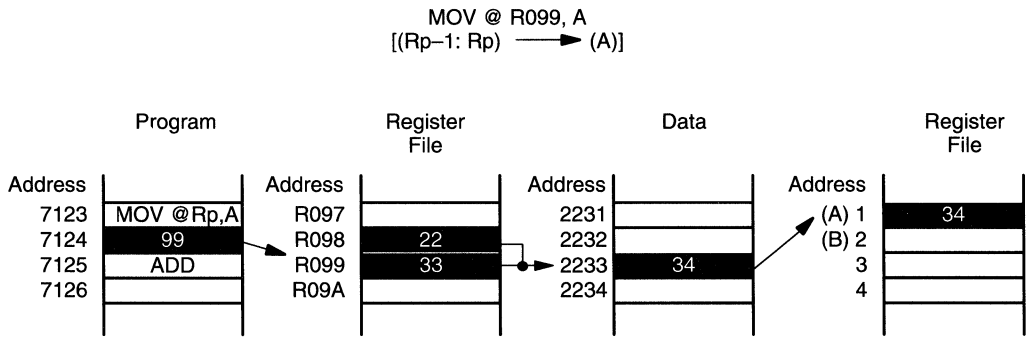 MOV @ R099, A
[(Rp–1: Rp) (A)]
Program
Register
File
Data
Register
File
Address
Address
Address
Address
7123 MOV @Rp,A R097 2231 (A) 1 34
7124 99 R098 22 2232 (B) 2
7125 ADD R099 33 2233 34 3
7126 R09A 2234 4